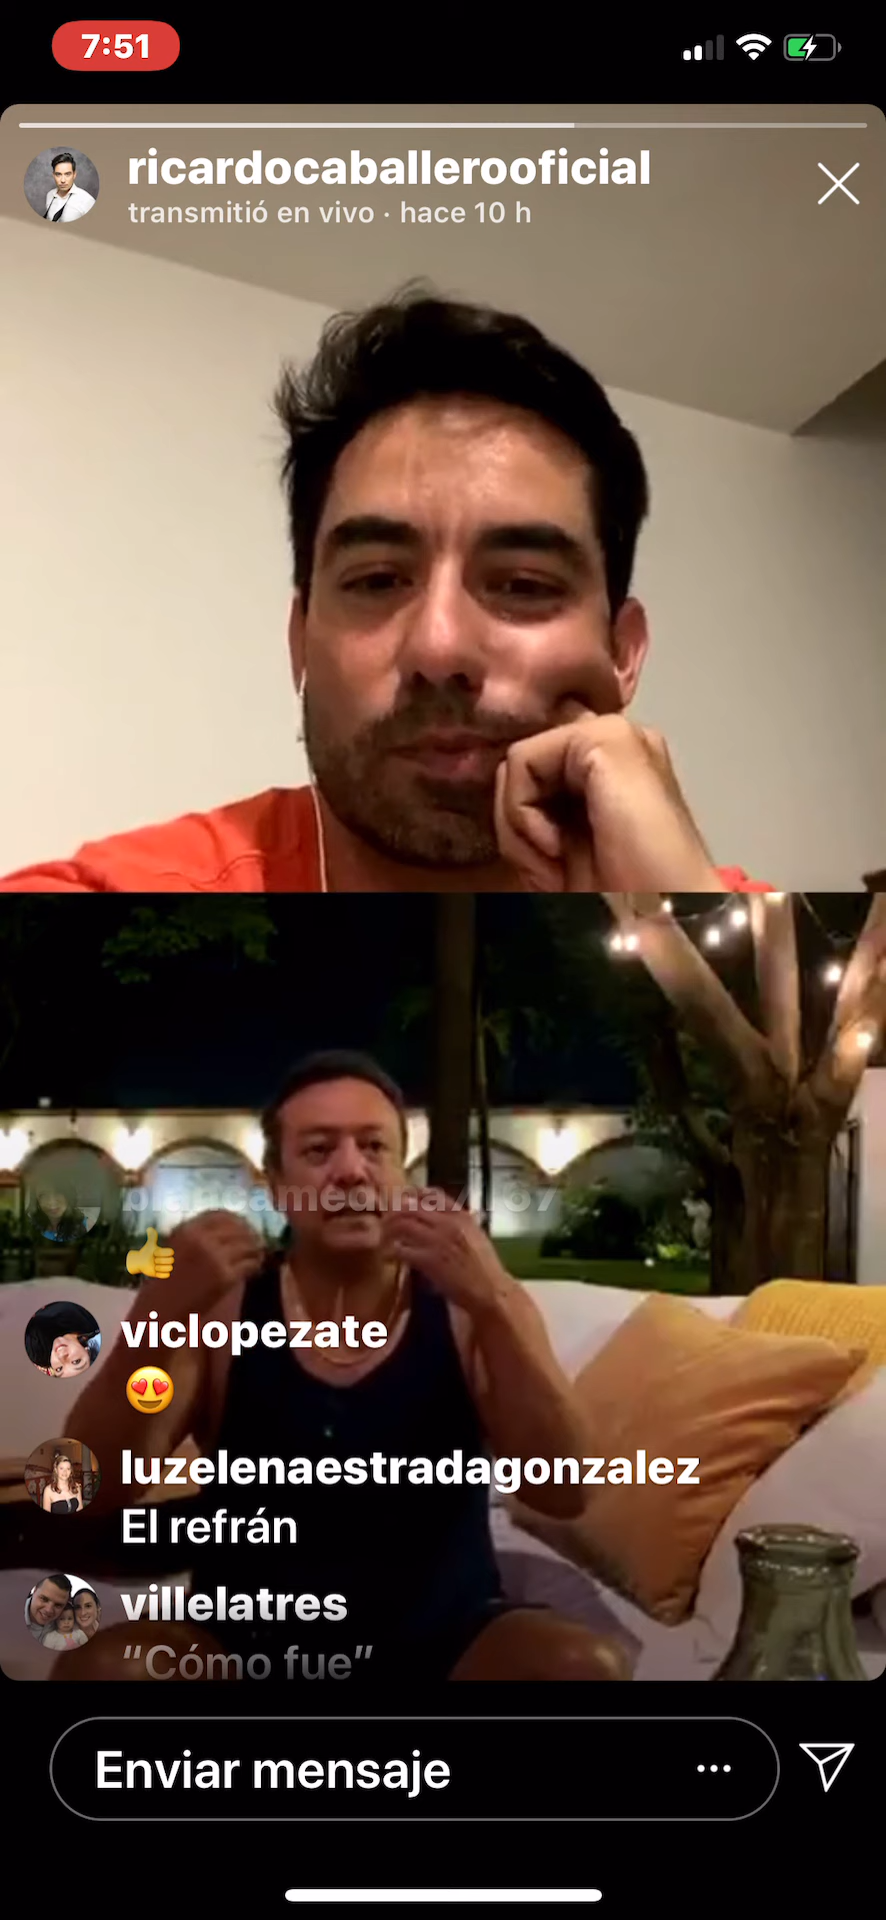 7:51
ricardocaballerooficial
transmitió en vivo · hace 10 h
viclopezate
😍
luzelenaestradagonzalez
El refrán
villelatres
“Cómo fue”
Enviar mensaje